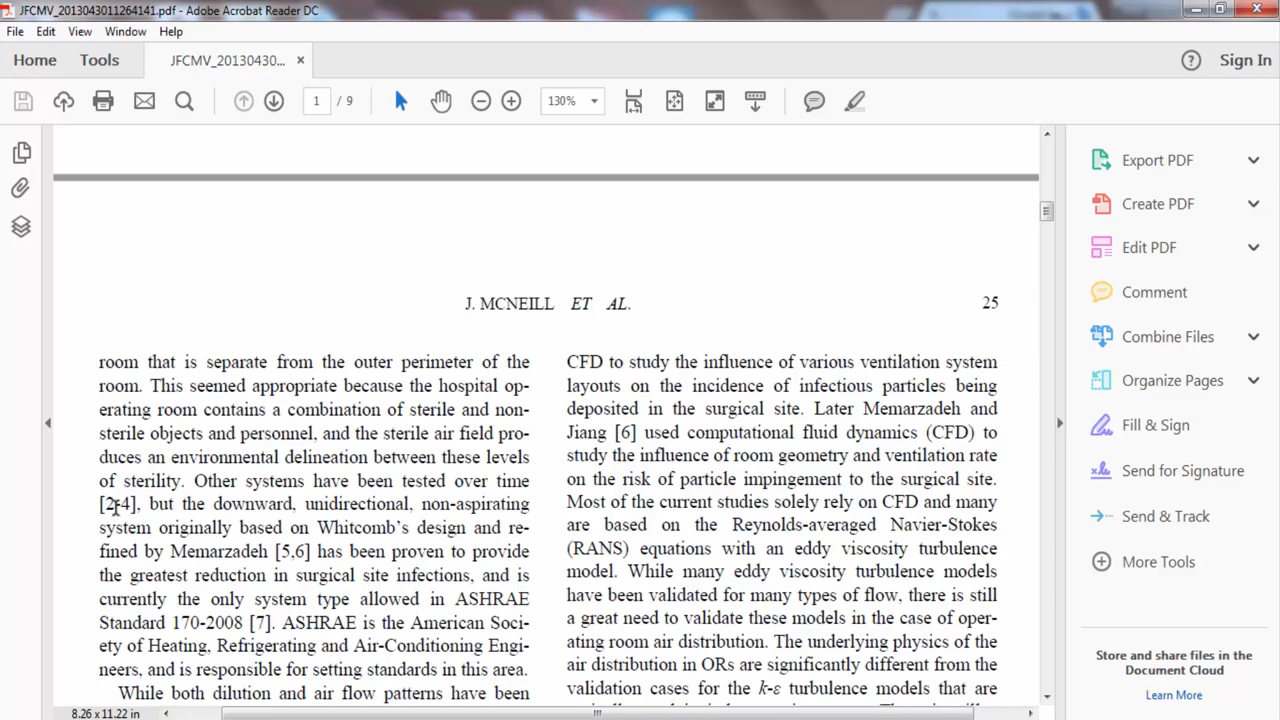 JFCMV_2013043011264141.pdf - Adobe Acrobat Reader DC
File Edit View Window Help
Home Tools JFCMV_20130430... × Sign In
1 / 9 130%
J. MCNEILL ET AL. 25
room that is separate from the outer perimeter of the
room. This seemed appropriate because the hospital op-
erating room contains a combination of sterile and non-
sterile objects and personnel, and the sterile air field pro-
duces an environmental delineation between these levels
of sterility. Other systems have been tested over time
[2-4], but the downward, unidirectional, non-aspirating
system originally based on Whitcomb's design and re-
fined by Memarzadeh [5,6] has been proven to provide
the greatest reduction in surgical site infections, and is
currently the only system type allowed in ASHRAE
Standard 170-2008 [7]. ASHRAE is the American Soci-
ety of Heating, Refrigerating and Air-Conditioning Engi-
neers, and is responsible for setting standards in this area.
While both dilution and air flow patterns have been
CFD to study the influence of various ventilation system
layouts on the incidence of infectious particles being
deposited in the surgical site. Later Memarzadeh and
Jiang [6] used computational fluid dynamics (CFD) to
study the influence of room geometry and ventilation rate
on the risk of particle impingement to the surgical site.
Most of the current studies solely rely on CFD and many
are based on the Reynolds-averaged Navier-Stokes
(RANS) equations with an eddy viscosity turbulence
model. While many eddy viscosity turbulence models
have been validated for many types of flow, there is still
a great need to validate these models in the case of oper-
ating room air distribution. The underlying physics of the
air distribution in ORs are significantly different from the
validation cases for the k-ε turbulence models that are
Export PDF
Create PDF
Edit PDF
Comment
Combine Files
Organize Pages
Fill & Sign
Send for Signature
Send & Track
More Tools
Store and share files in the
Document Cloud
Learn More
8.26 x 11.22 in